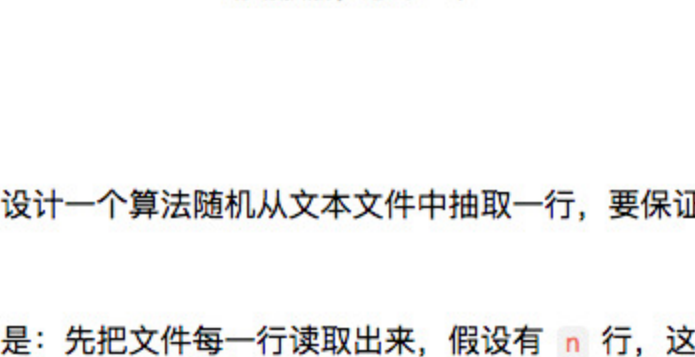 设计一个算法随机从文本文件中抽取一行，要保证
是：先把文件每一行读取出来，假设有 n 行，这